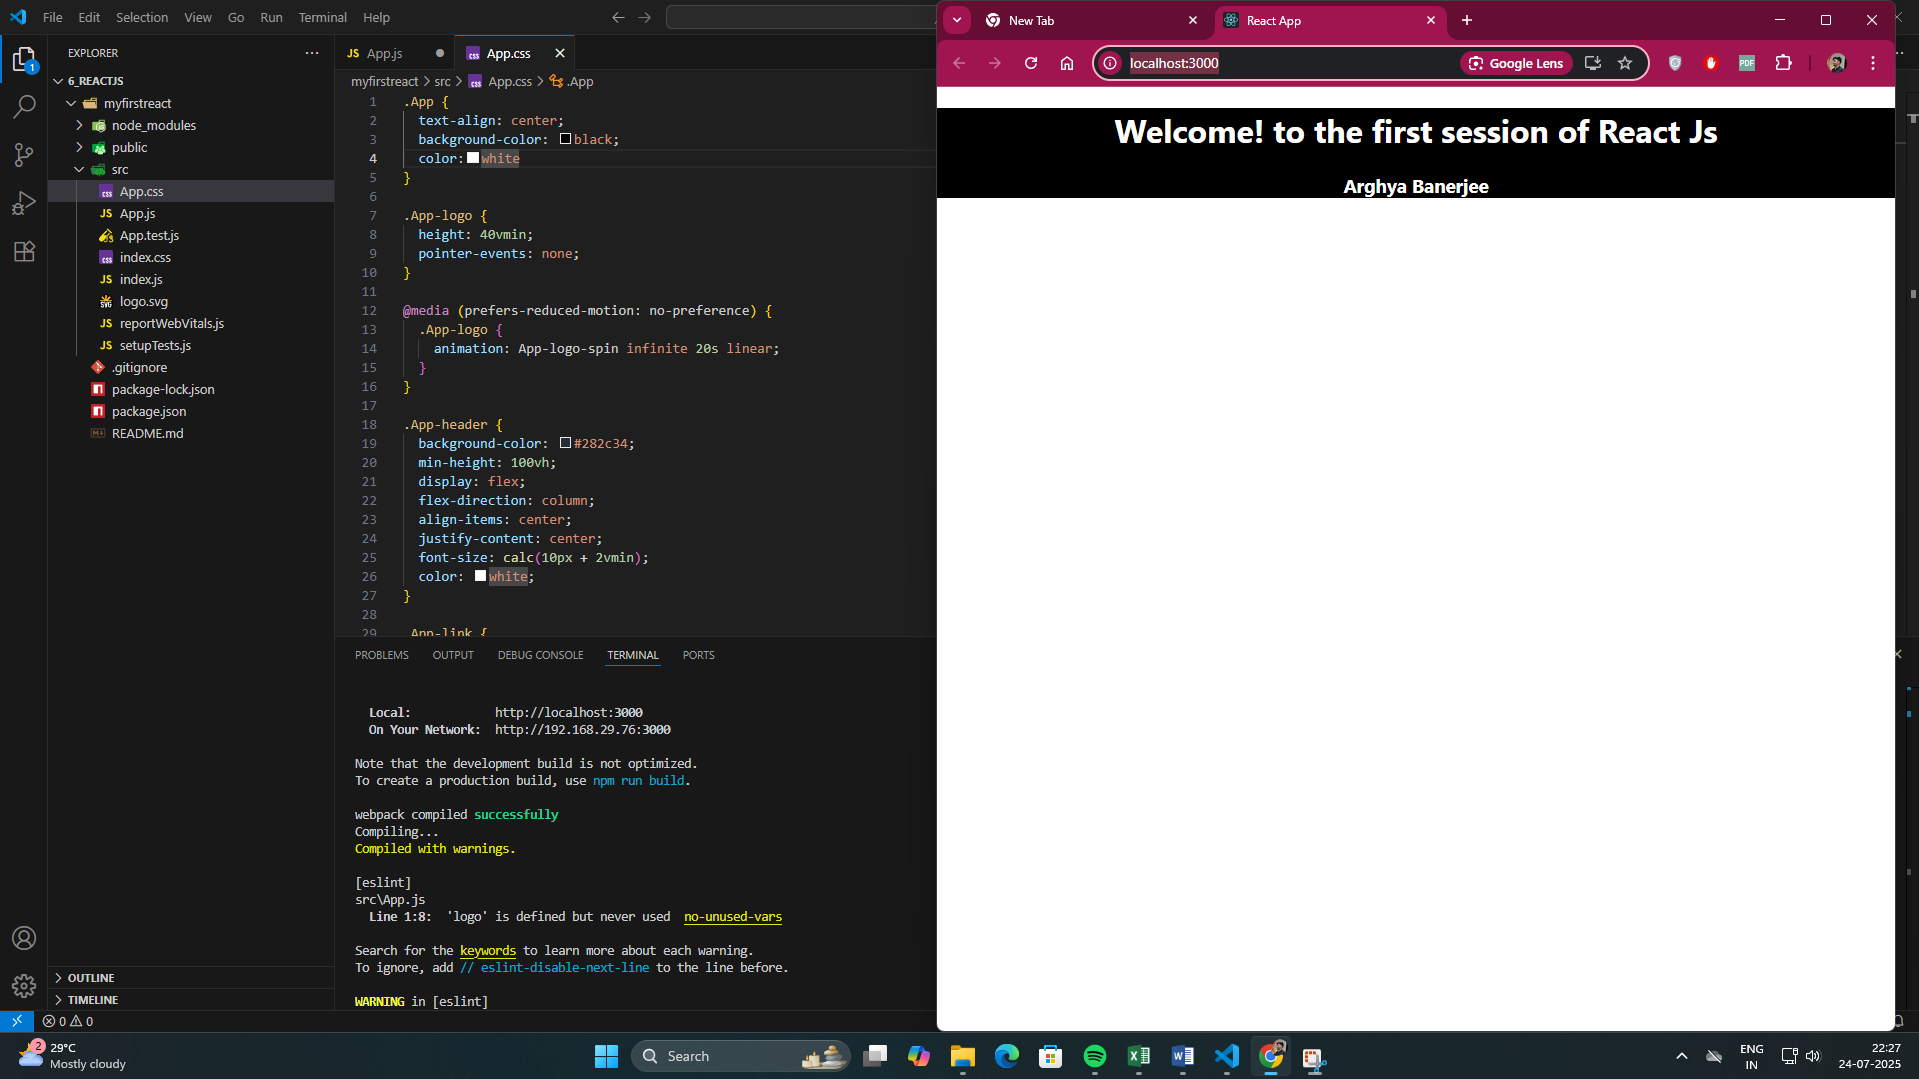 File Edit Selection View Go Run Terminal Help
EXPLORER
6_REACTJS
myfirstreact
node_modules
public
src
App.css
App.js
App.test.js
index.css
index.js
logo.svg
reportWebVitals.js
setupTests.js
.gitignore
package-lock.json
package.json
README.md
OUTLINE
TIMELINE
JS App.js
App.css
myfirstreact > src > App.css > .App
1 .App {
2 text-align: center;
3 background-color: black;
4 color: white
5 }
6
7 .App-logo {
8 height: 40vmin;
9 pointer-events: none;
10 }
11
12 @media (prefers-reduced-motion: no-preference) {
13 .App-logo {
14 animation: App-logo-spin infinite 20s linear;
15 }
16 }
17
18 .App-header {
19 background-color: #282c34;
20 min-height: 100vh;
21 display: flex;
22 flex-direction: column;
23 align-items: center;
24 justify-content: center;
25 font-size: calc(10px + 2vmin);
26 color: white;
27 }
28
29 .App-link {
PROBLEMS OUTPUT DEBUG CONSOLE TERMINAL PORTS
Local: http://localhost:3000
On Your Network: http://192.168.29.76:3000
Note that the development build is not optimized.
To create a production build, use npm run build.
webpack compiled successfully
Compiling...
Compiled with warnings.
[eslint]
src\App.js
Line 1:8: 'logo' is defined but never used no-unused-vars
Search for the keywords to learn more about each warning.
To ignore, add // eslint-disable-next-line to the line before.
WARNING in [eslint]
0 0
New Tab
React App
localhost:3000
Google Lens
PDF
Welcome! to the first session of React Js
Arghya Banerjee
2
29°C
Mostly cloudy
Search
ENG
IN
22:27
24-07-2025